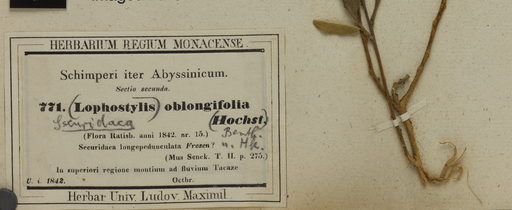 HERBARIUM REGIUM MONACENSE.
Schimperi iter Abyssinicum.
Sectio secunda.
771. (Lophostylis) oblongifolia
Securidaca (Hochst.)
(Flora Ratisb. anni 1842. nr. 15.) Benth.
Securidaca longepedunculata Fresen? u. Hk.
(Mus Senck. T. II. p. 275.)
In superiori regione montium ad fluvium Tacaze
U. i. 1842. Octbr.
Herbar Univ. Ludov. Maximil.